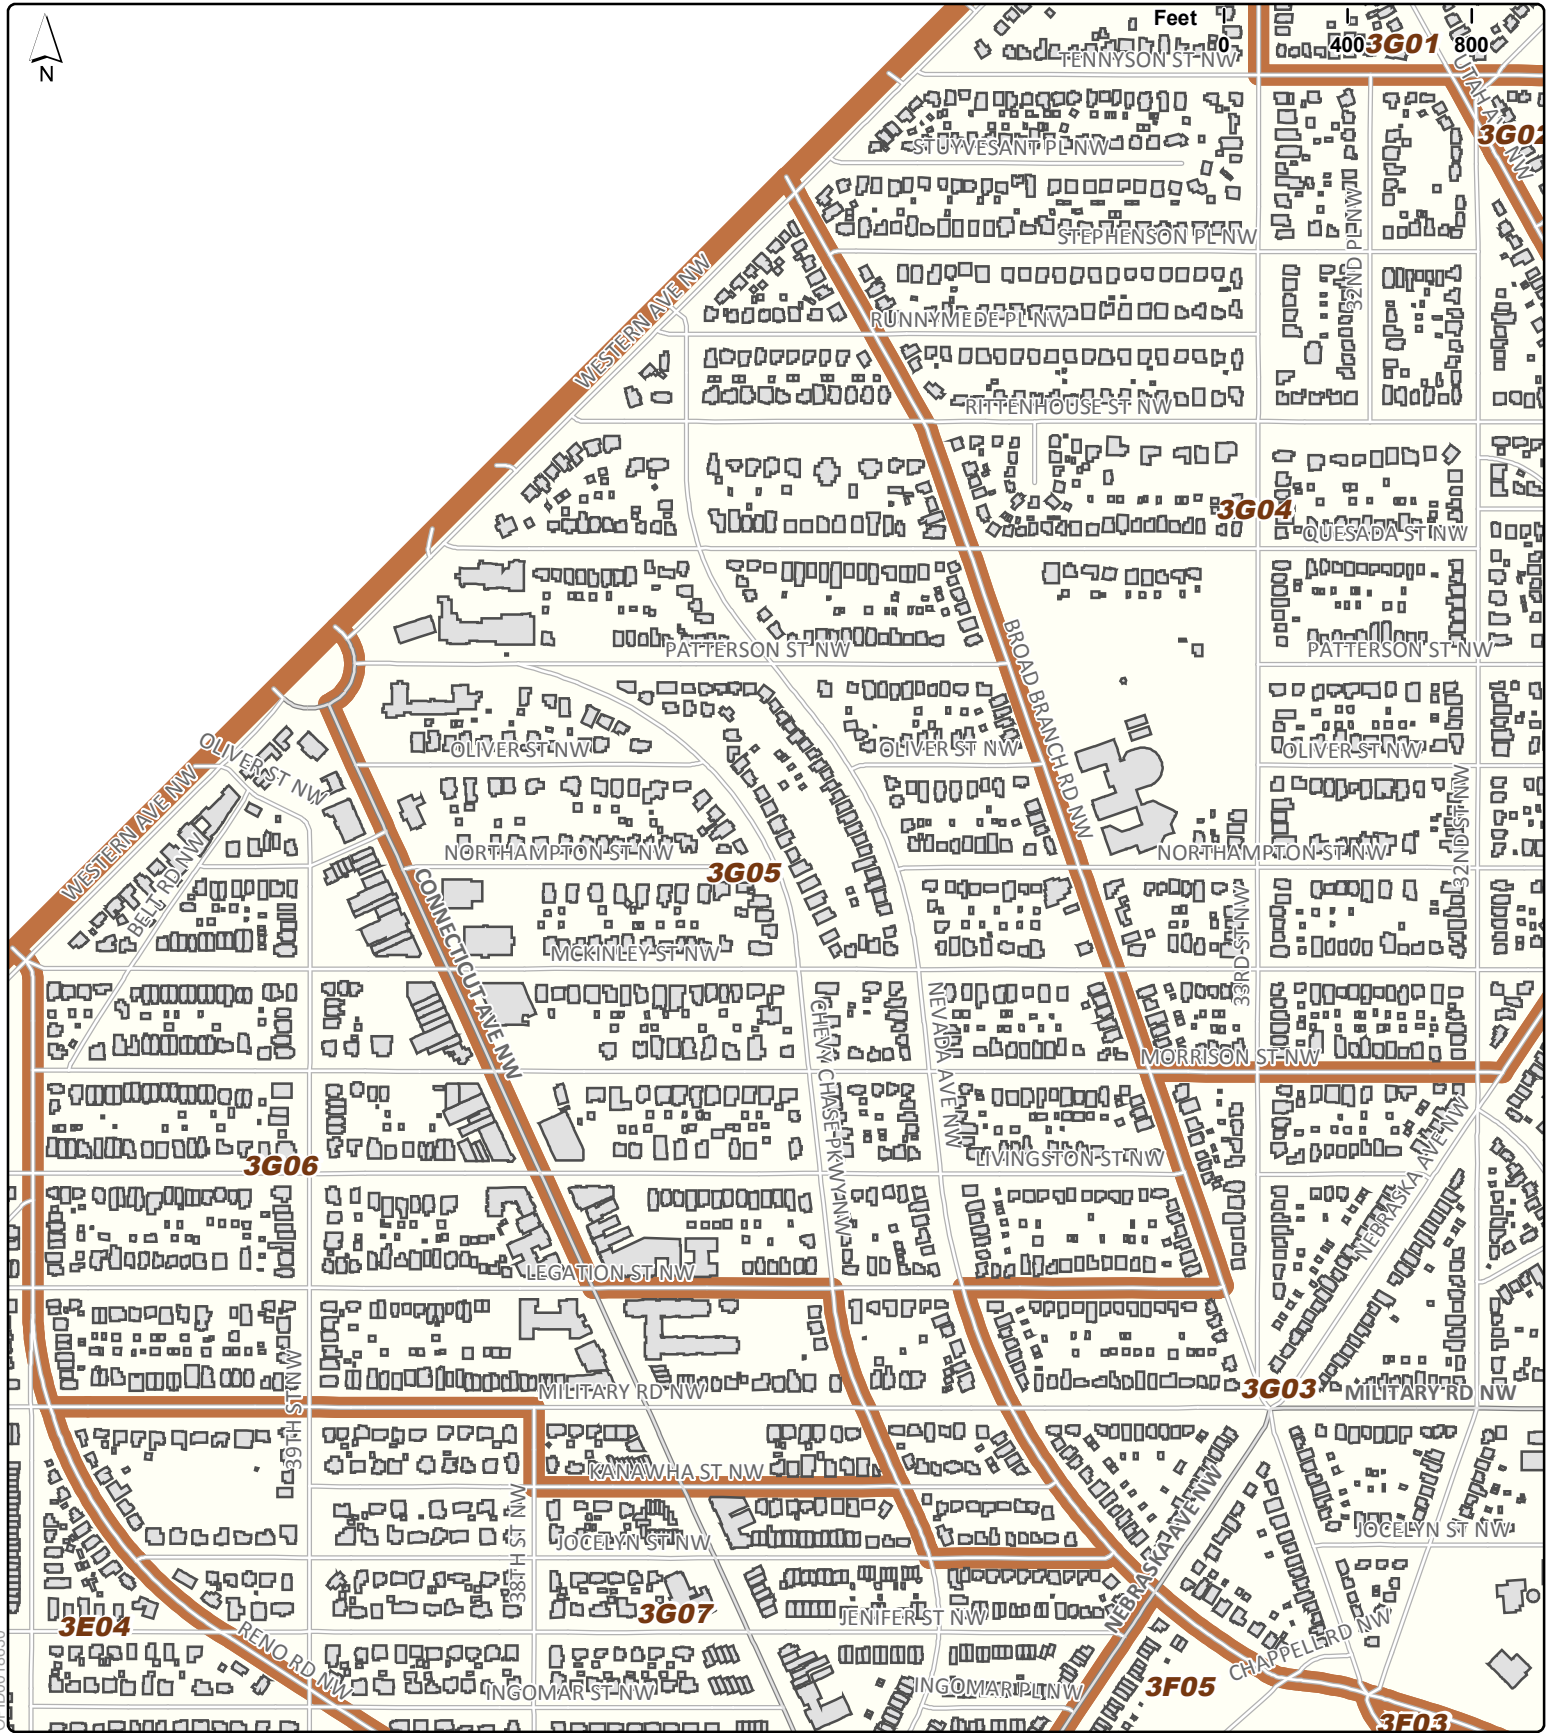 N
Feet
0 400 800
3G01
TENNYSON ST NW
3G02
STUYVESANT PL NW
32ND PL NW
STEPHENSON PL NW
WESTERN AVE NW
RUNNYMEDE PL NW
RITTENHOUSE ST NW
3G04
QUESADA ST NW
BROAD BRANCH RD NW
PATTERSON ST NW
PATTERSON ST NW
OLIVER ST NW
OLIVER ST NW
OLIVER ST NW
OLIVER ST NW
WESTERN AVE NW
BELT RD NW
NORTHAMPTON ST NW
NORTHAMPTON ST NW
32ND ST NW
3G05
CONNECTICUT AVE NW
33RD ST NW
MCKINLEY ST NW
CHEVY CHASE PKWY NW
NEVADA AVE NW
MORRISON ST NW
NEBRASKA AVE NW
LIVINGSTON ST NW
3G06
LEGATION ST NW
39TH ST NW
MILITARY RD NW
3G03
MILITARY RD NW
KANAWHA ST NW
38TH ST NW
JOCELYN ST NW
JOCELYN ST NW
NEBRASKA AVE NW
3G07
JENIFER ST NW
3E04
RENO RD NW
CHAPPELL RD NW
INGOMAR ST NW
INGOMAR PL NW
3F05
3F03